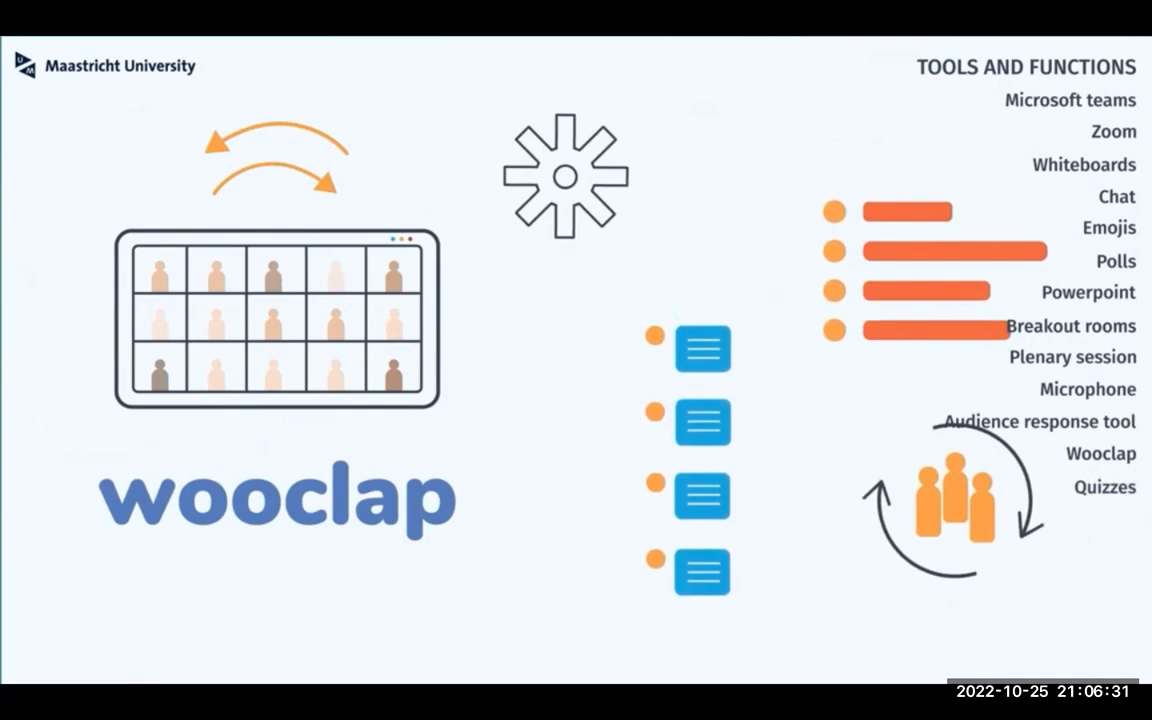 UM
Maastricht University
TOOLS AND FUNCTIONS
Microsoft teams
Zoom
Whiteboards
Chat
Emojis
Polls
Powerpoint
Breakout rooms
Plenary session
Microphone
Audience response tool
Wooclap
Quizzes
wooclap
2022-10-25 21:06:31